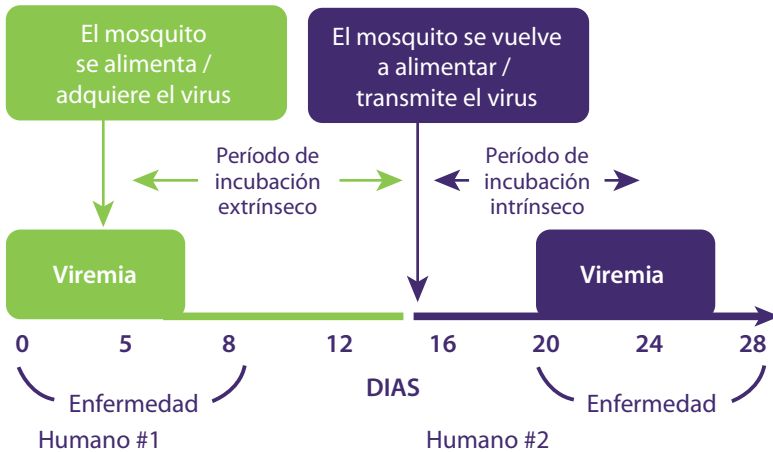 El mosquito
se alimenta /
adquiere el virus
El mosquito se vuelve
a alimentar /
transmite el virus
Período de
incubación
extrínseco
Período de
incubación
intrínseco
Viremia
Viremia
0 5 8 12 16 20 24 28
DIAS
Enfermedad
Enfermedad
Humano #1
Humano #2